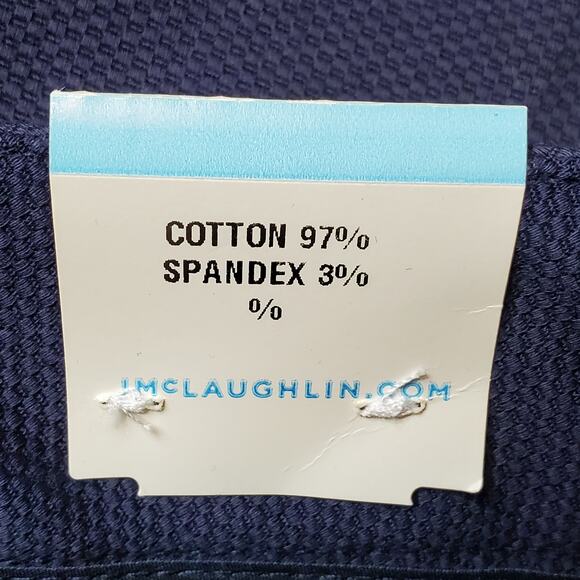 COTTON 97%
SPANDEX 3%
%
JMCLAUGHLIN.COM